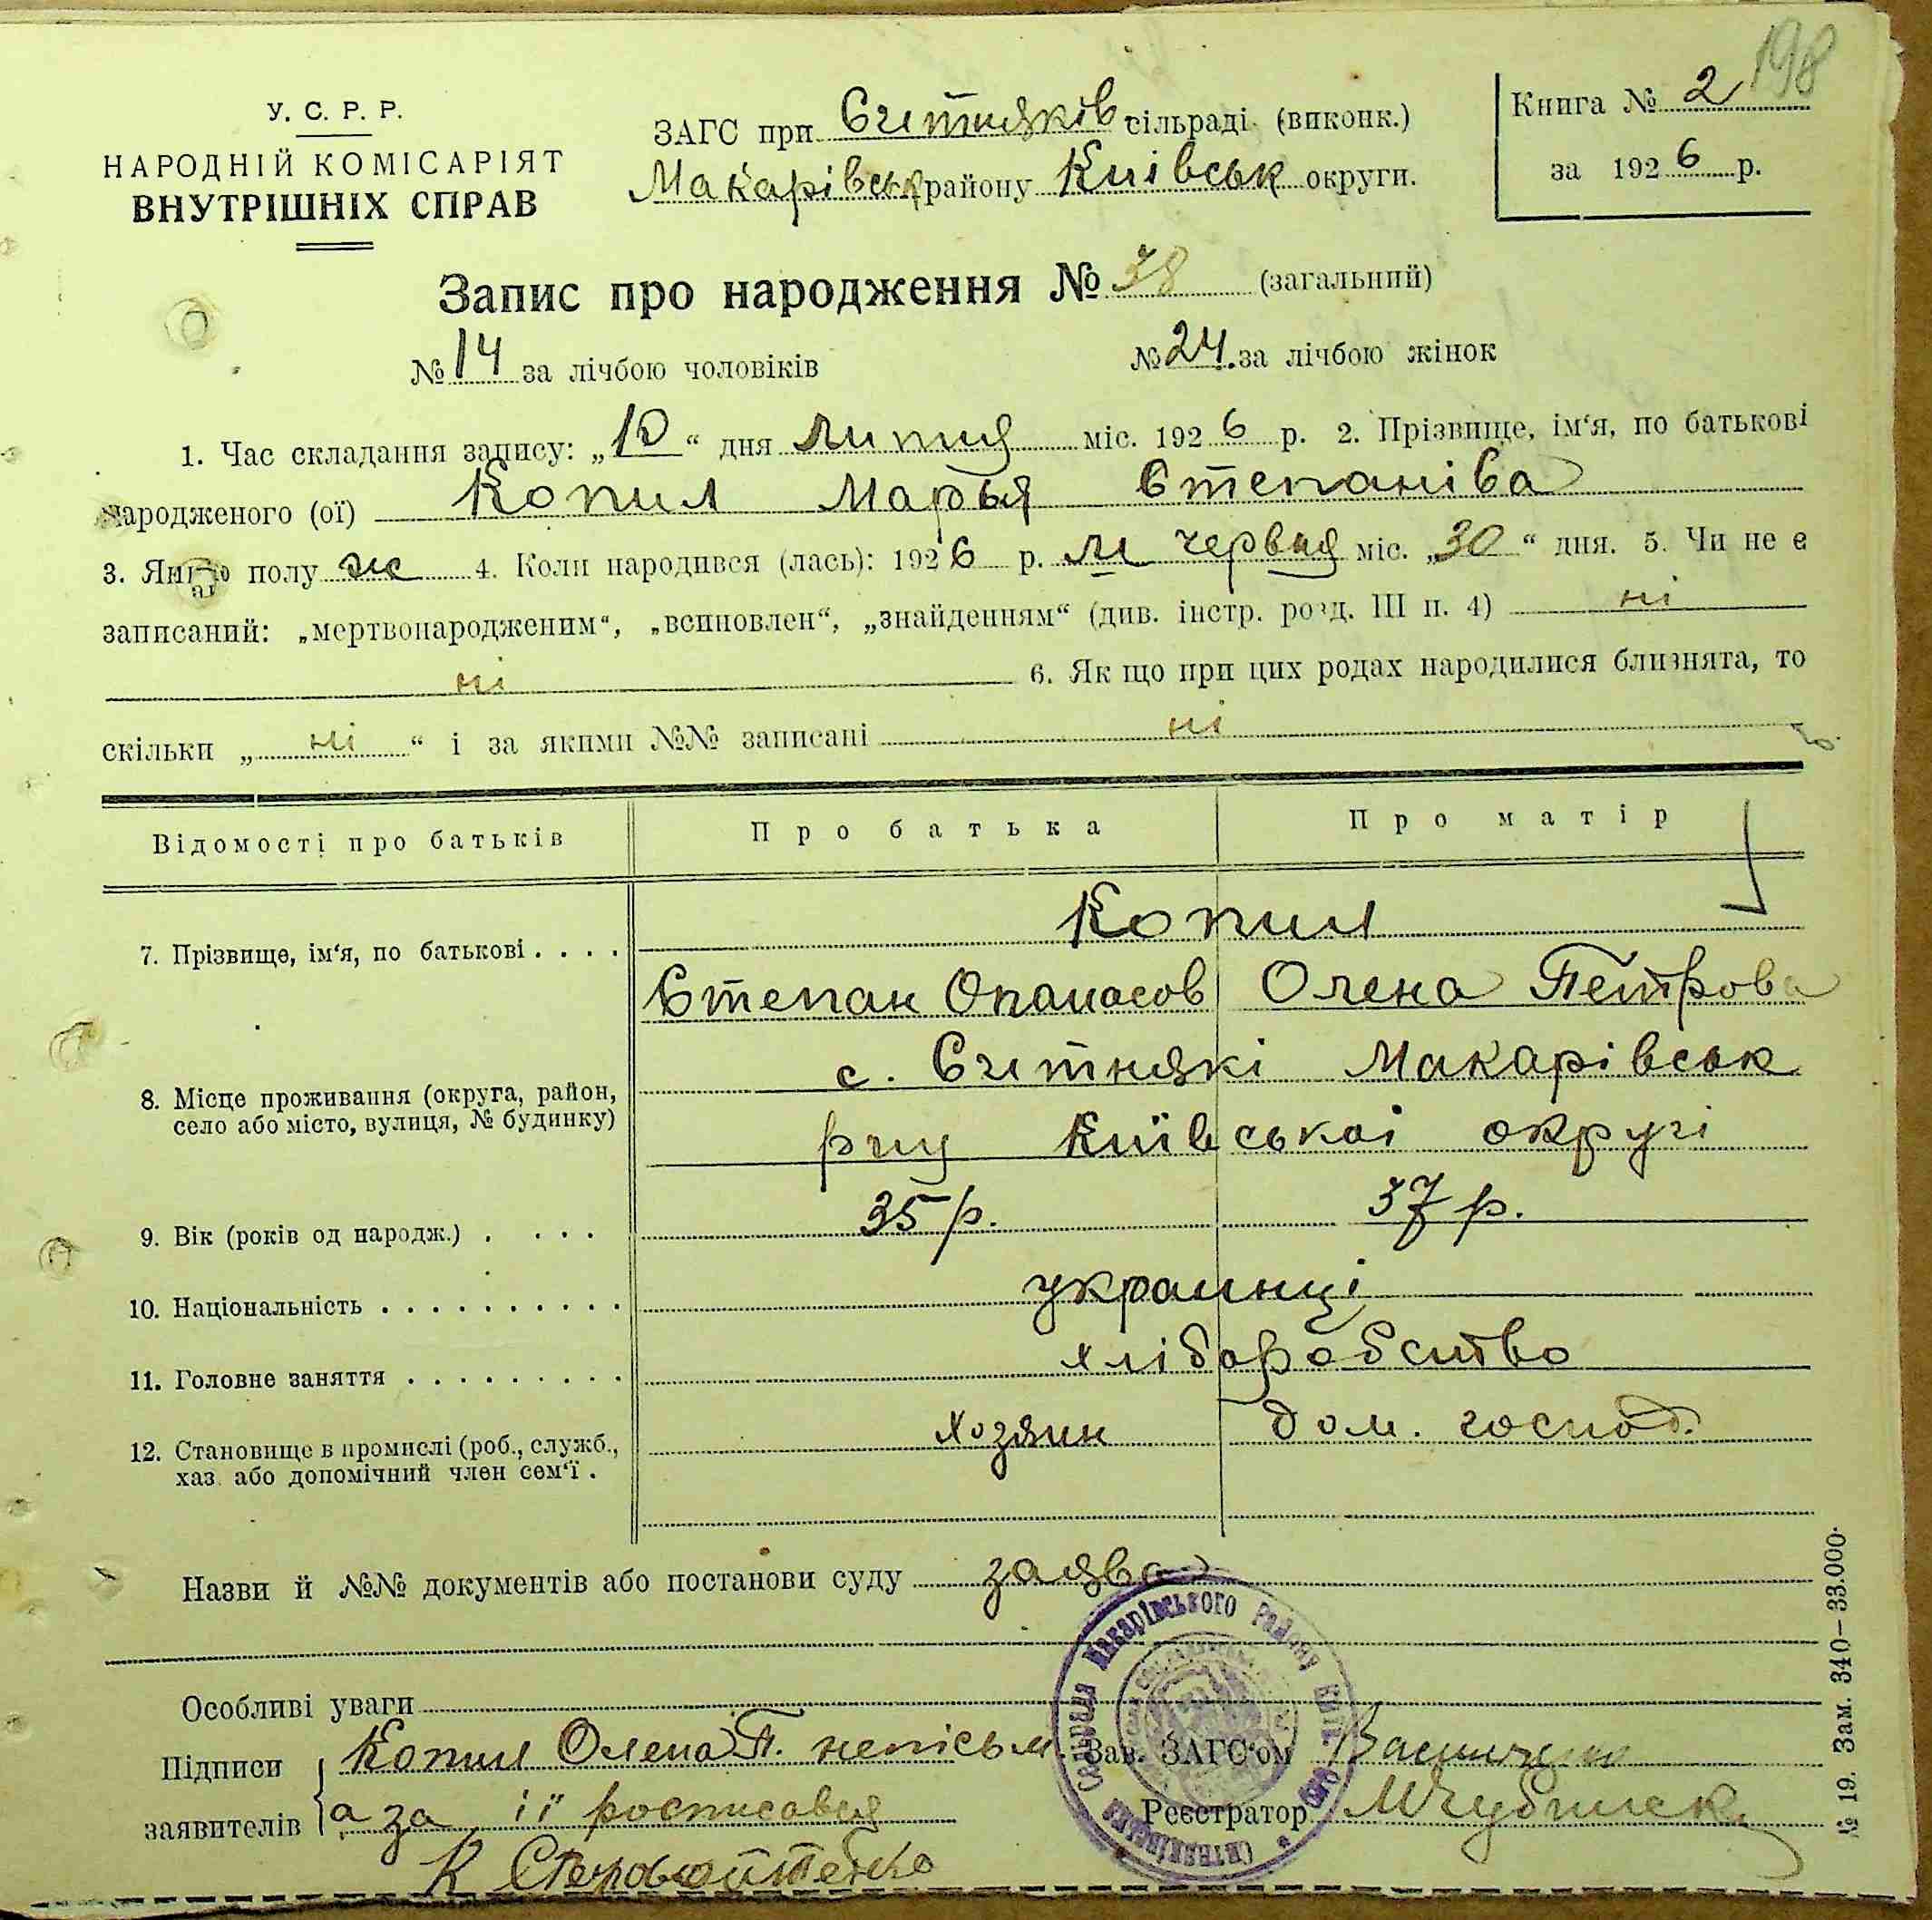 198
У. С. Р. Р.
НАРОДНІЙ КОМІСАРІЯТ
ВНУТРІШНІХ СПРАВ
ЗАГС при Ситняків сільраді (виконк.)
Макарівськ району Київськ округи.
Книга № 2
за 1926 р.
Запис про народження № 38 (загальний)
№ 14 за лічбою чоловіків № 24 за лічбою жінок
1. Час складання запису: „10“ дня липня міс. 1926 р. 2. Прізвище, ім‘я, по батькові
народженого (ої) Копил Марья Степаніва
3. Якого полу ж 4. Коли народився (лась): 1926 р. м червня міс. „30“ дня. 5. Чи не є
записаний: „мертвонародженим“, „всиновлен“, „знайденням“ (див. інстр. розд. III п. 4) ні
ні 6. Як що при цих родах народилися близнята, то
скільки „ ні “ і за якими №№ записані ні
Відомості про батьків Про батька Про матір
7. Прізвище, ім‘я, по батькові . . . . Копил
Степан Опанасов Олена Петрова
8. Місце проживання (округа, район, село або місто, вулиця, № будинку) с. Ситнякі Макарівськ
рну Київськоі округі
9. Вік (років од народж.) . . . . 35 р. 37 р.
10. Національність . . . . . . . . . . украинці
11. Головне заняття . . . . . . . . . хліборобство
12. Становище в промислі (роб., служб., хаз. або допомічний член сем‘ї . хозяин дом. господ.
Назви й №№ документів або постанови суду заява
Особливі уваги
Підписи заявителів Копил Олена П. непісьм.
а за її росписався
Зав. ЗАГС‘ом
Реєстратор
№ 19. Зам. 340—33.000.
Макарівського району